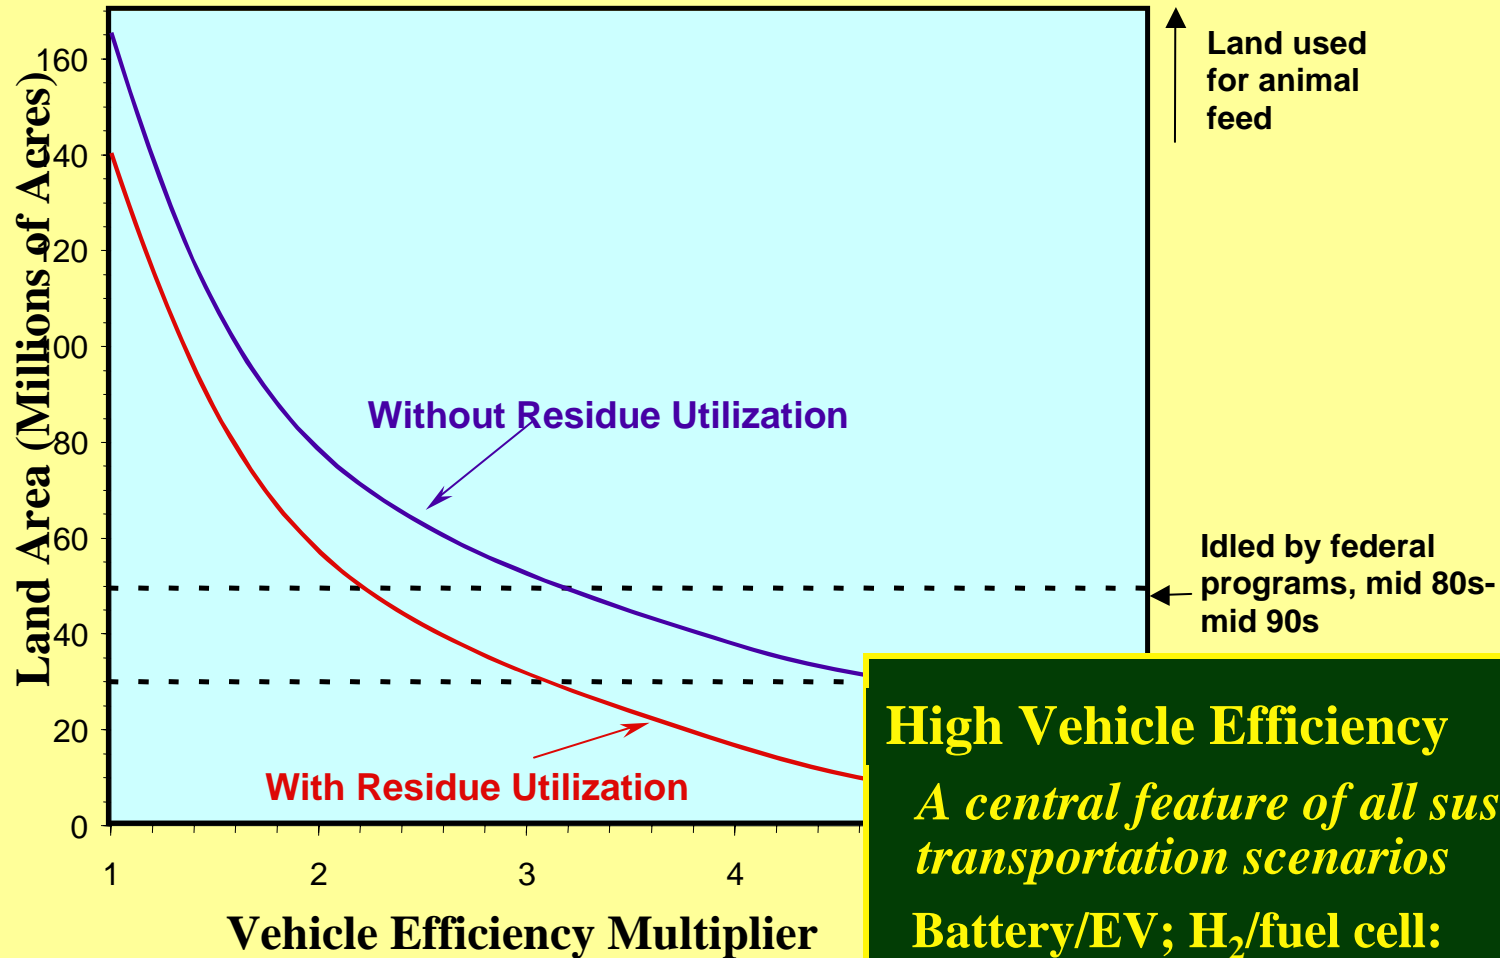 Land used
for animal
feed
Land Area (Millions of Acres)
160
140
120
100
80
60
40
20
0
Without Residue Utilization
Idled by federal
programs, mid 80s-
mid 90s
With Residue Utilization
1 2 3 4
Vehicle Efficiency Multiplier
High Vehicle Efficiency
A central feature of all sus
transportation scenarios
Battery/EV; H₂/fuel cell: